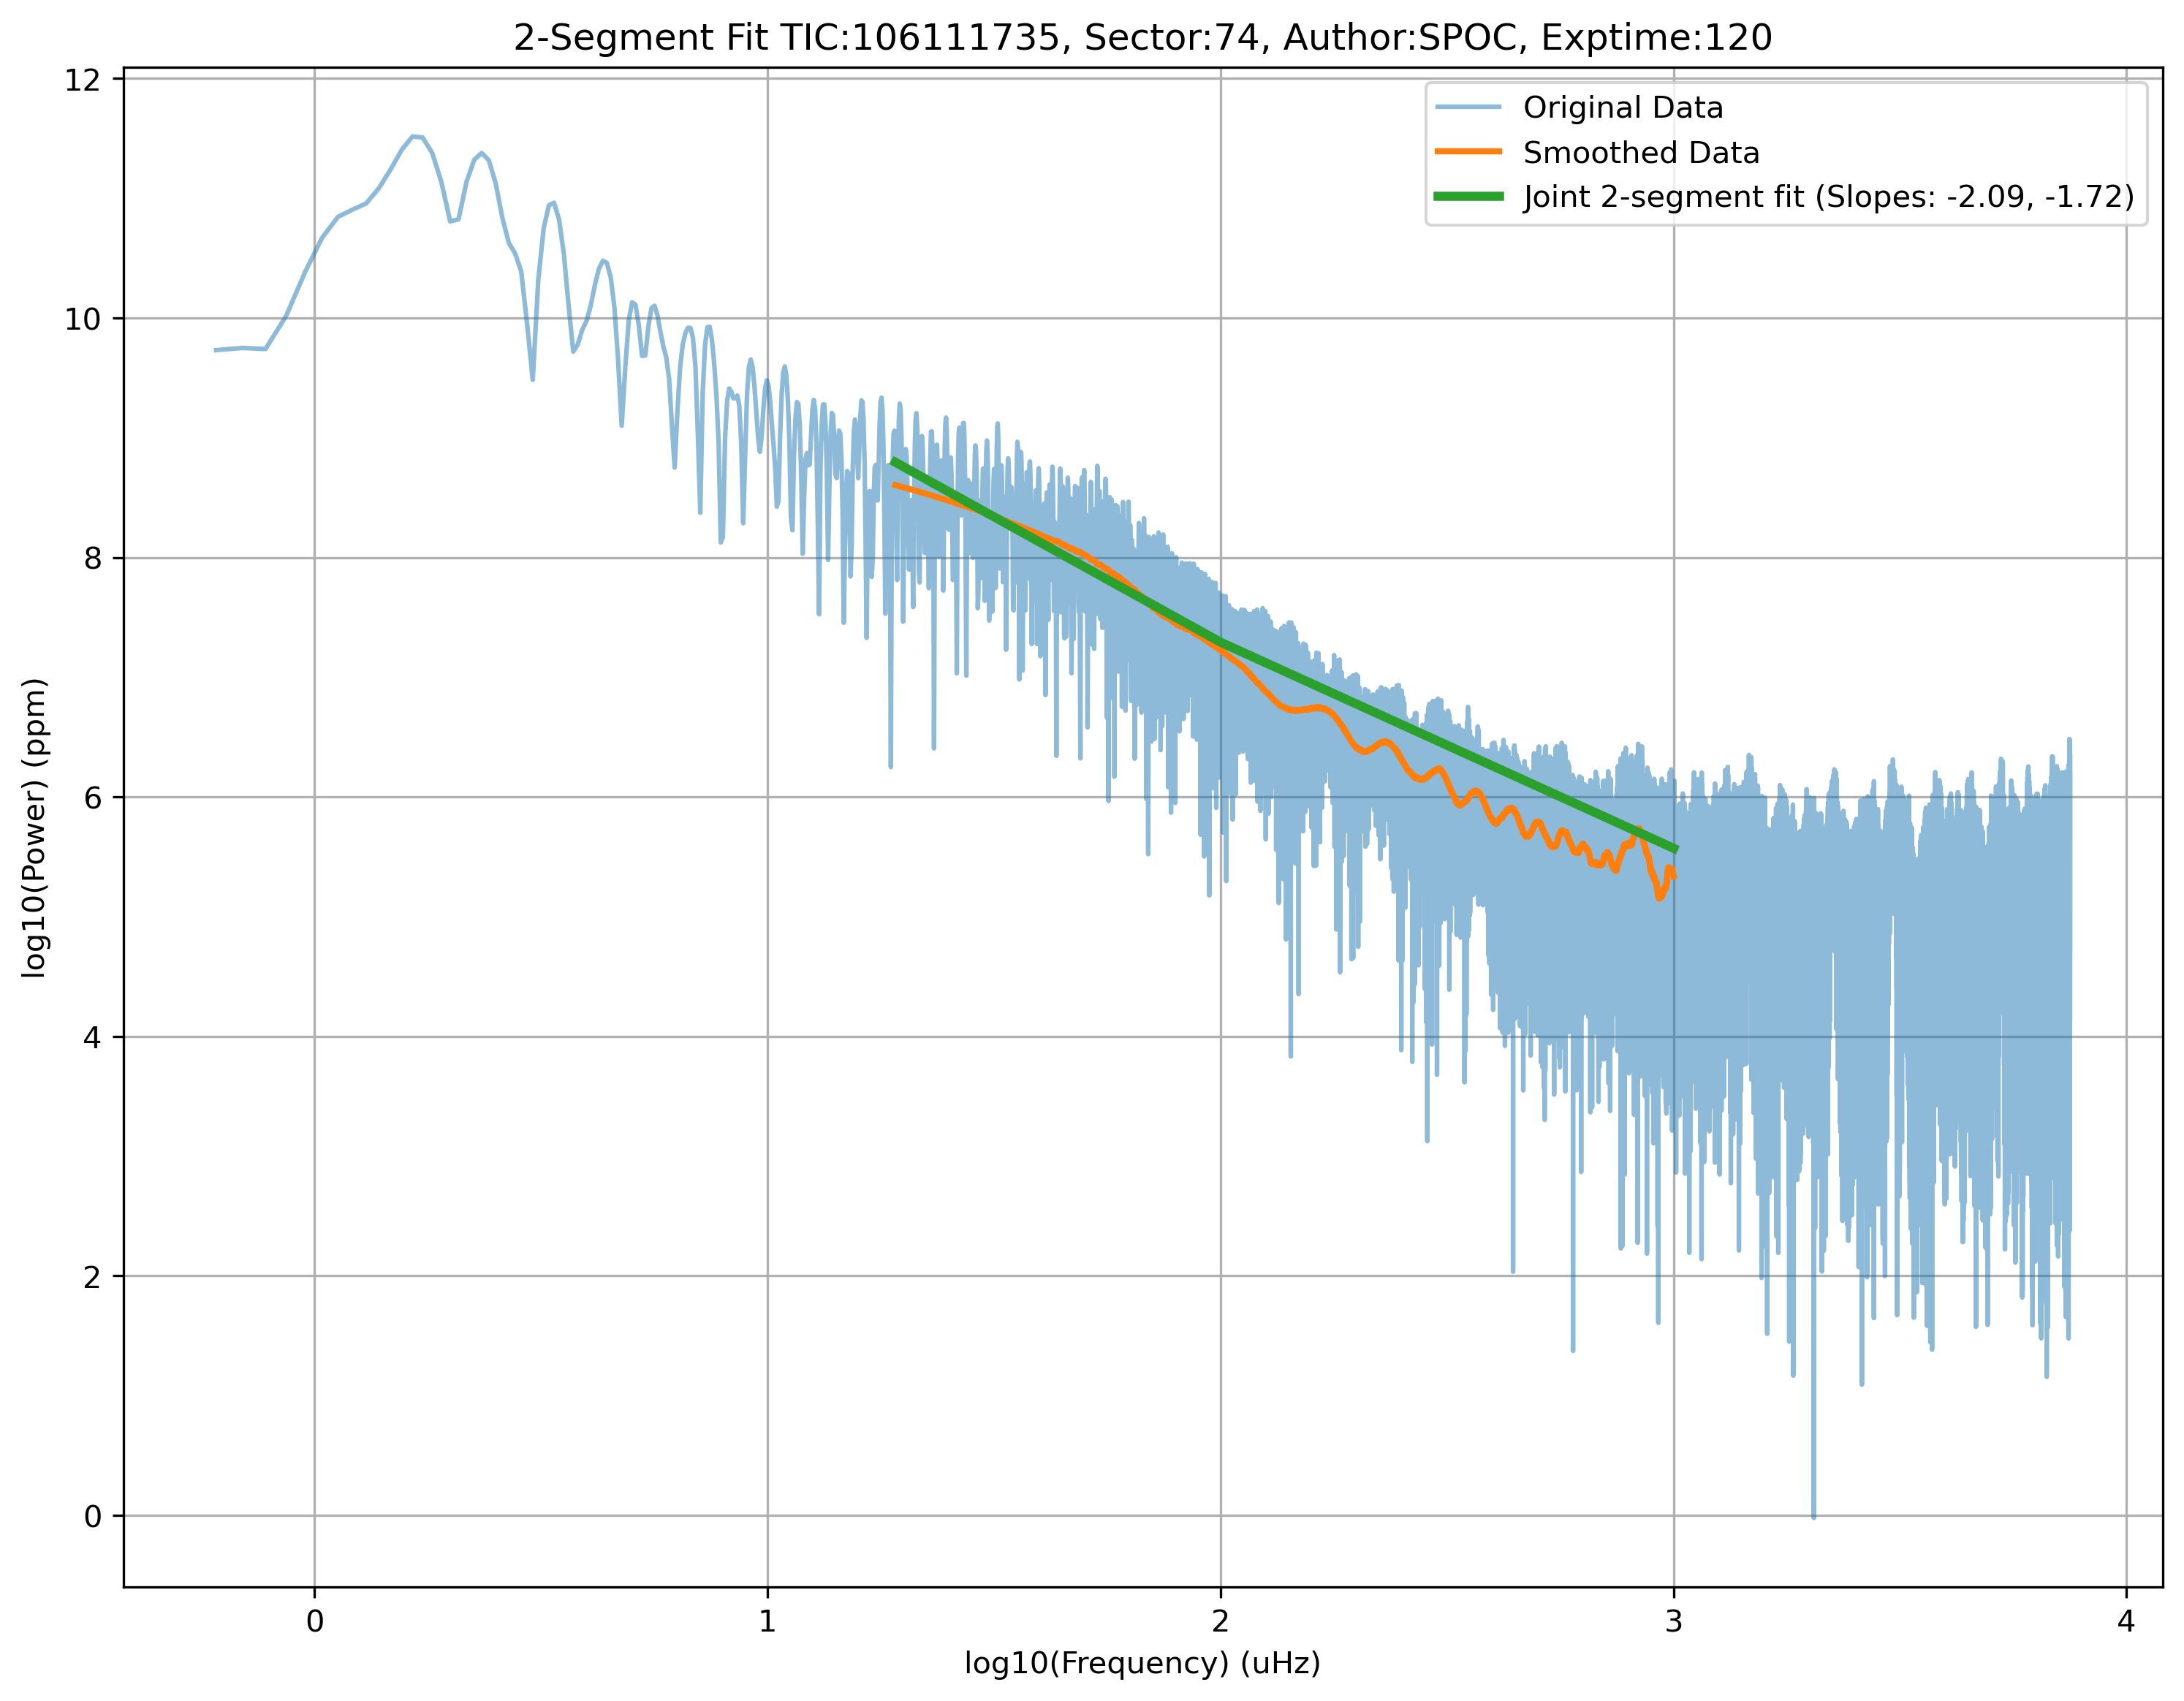 2-Segment Fit TIC:106111735, Sector:74, Author:SPOC, Exptime:120
Original Data
Smoothed Data
Joint 2-segment fit (Slopes: -2.09, -1.72)
log10(Power) (ppm)
12
10
8
6
4
2
0
0 1 2 3 4
log10(Frequency) (uHz)